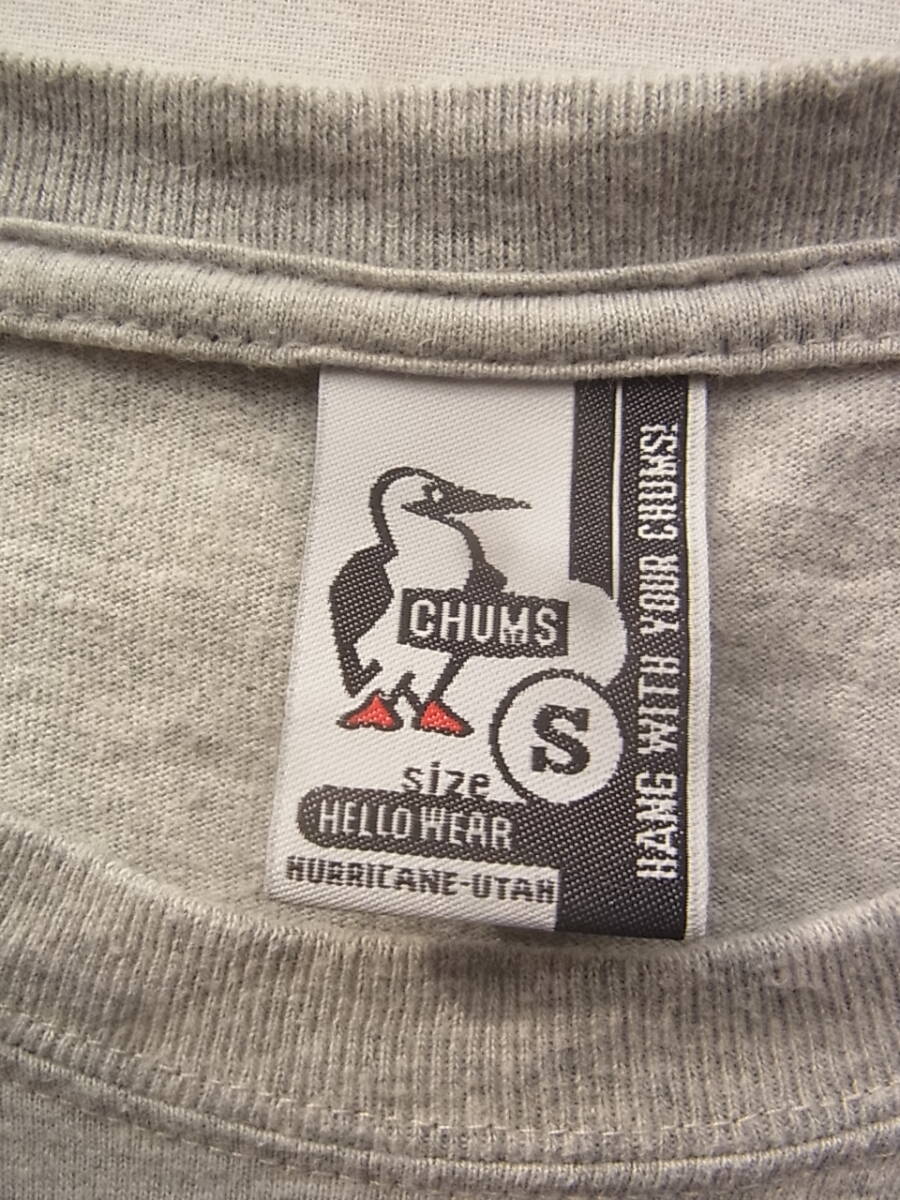 CHUMS
S
size
HELLO WEAR
HURRICANE-UTAH
HANG WITH YOUR CHUMS!